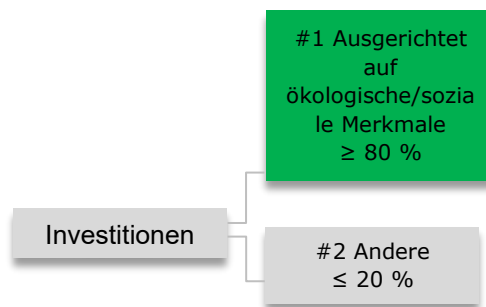 #1 Ausgerichtet
auf
ökologische/sozia
le Merkmale
≥ 80 %
Investitionen
#2 Andere
≤ 20 %